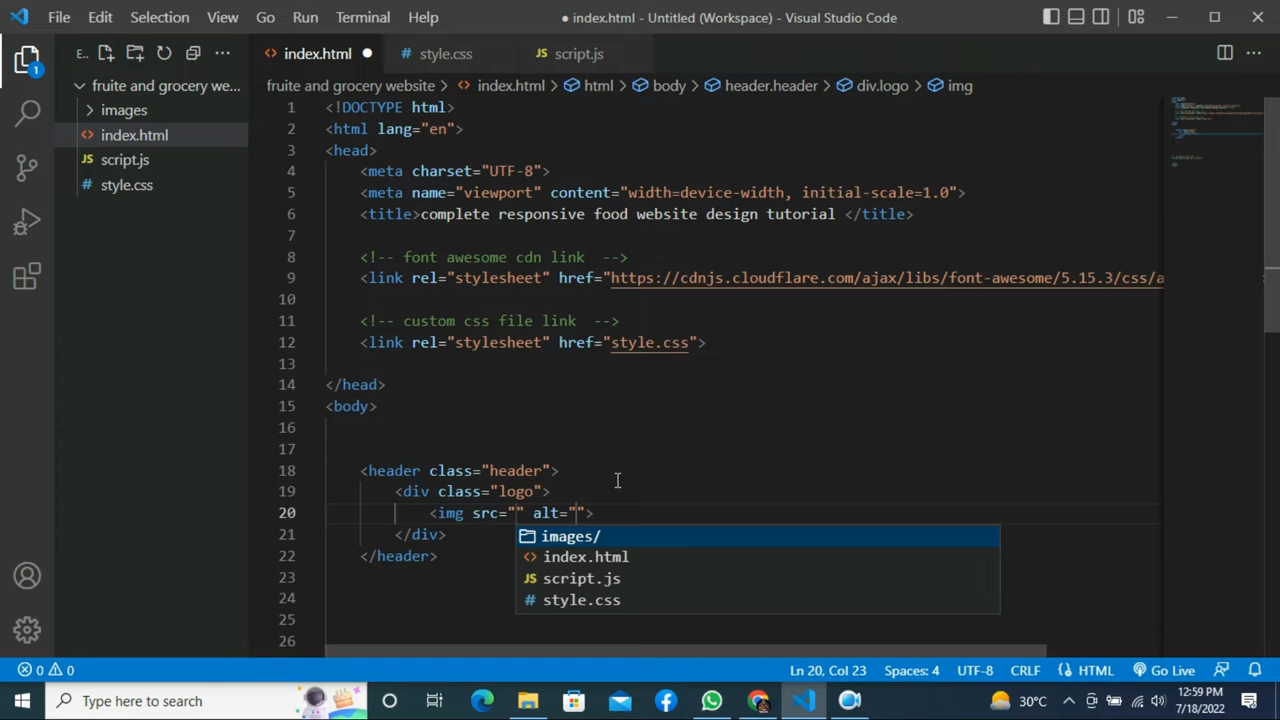 File Edit Selection View Go Run Terminal Help
● index.html - Untitled (Workspace) - Visual Studio Code
E..
index.html
# style.css
JS script.js
1
fruite and grocery we...
images
<> index.html
JS script.js
# style.css
fruite and grocery website > <> index.html > html > body > header.header > div.logo > img
1 <!DOCTYPE html>
2 <html lang="en">
3 <head>
4 <meta charset="UTF-8">
5 <meta name="viewport" content="width=device-width, initial-scale=1.0">
6 <title>complete responsive food website design tutorial </title>
7
8 <!-- font awesome cdn link -->
9 <link rel="stylesheet" href="https://cdnjs.cloudflare.com/ajax/libs/font-awesome/5.15.3/css/a
10
11 <!-- custom css file link -->
12 <link rel="stylesheet" href="style.css">
13
14 </head>
15 <body>
16
17
18 <header class="header">
19 <div class="logo">
20 <img src="" alt="">
21 </div>
22 </header>
23
24
25
26
images/
<> index.html
JS script.js
# style.css
0 0
Ln 20, Col 23 Spaces: 4 UTF-8 CRLF HTML Go Live
Type here to search
30°C
12:59 PM
7/18/2022